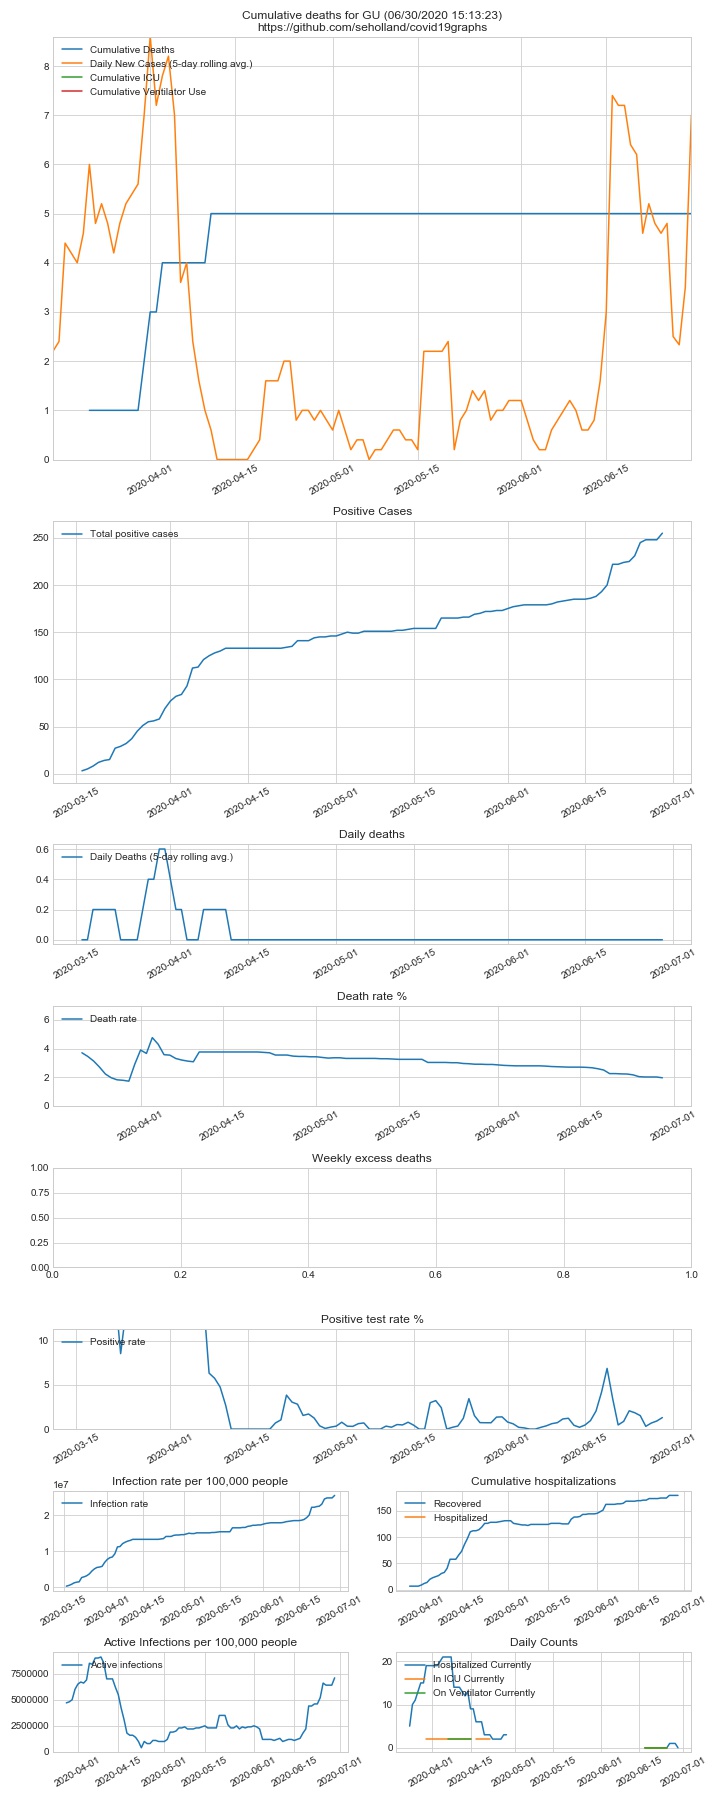 Cumulative deaths for GU (06/30/2020 15:13:23)
https://github.com/seholland/covid19graphs
Cumulative Deaths
Daily New Cases (5-day rolling avg.)
Cumulative ICU
Cumulative Ventilator Use
8
7
6
5
4
3
2
1
0
2020-04-01 2020-04-15 2020-05-01 2020-05-15 2020-06-01 2020-06-15
Positive Cases
Total positive cases
250
200
150
100
50
0
2020-03-15 2020-04-01 2020-04-15 2020-05-01 2020-05-15 2020-06-01 2020-06-15 2020-07-01
Daily deaths
Daily Deaths (5-day rolling avg.)
0.6
0.4
0.2
0.0
2020-03-15 2020-04-01 2020-04-15 2020-05-01 2020-05-15 2020-06-01 2020-06-15 2020-07-01
Death rate %
Death rate
6
4
2
0
2020-04-01 2020-04-15 2020-05-01 2020-05-15 2020-06-01 2020-06-15 2020-07-01
Weekly excess deaths
1.00
0.75
0.50
0.25
0.00
0.0 0.2 0.4 0.6 0.8 1.0
Positive test rate %
Positive rate
10
5
0
2020-03-15 2020-04-01 2020-04-15 2020-05-01 2020-05-15 2020-06-01 2020-06-15 2020-07-01
Infection rate per 100,000 people
1e7
Infection rate
2
1
0
2020-03-15 2020-04-01 2020-04-15 2020-05-01 2020-05-15 2020-06-01 2020-06-15 2020-07-01
Cumulative hospitalizations
Recovered
Hospitalized
150
100
50
0
2020-04-01 2020-04-15 2020-05-01 2020-05-15 2020-06-01 2020-06-15 2020-07-01
Active Infections per 100,000 people
Active infections
7500000
5000000
2500000
0
2020-04-01 2020-04-15 2020-05-01 2020-05-15 2020-06-01 2020-06-15 2020-07-01
Daily Counts
Hospitalized Currently
In ICU Currently
On Ventilator Currently
20
10
0
2020-04-01 2020-04-15 2020-05-01 2020-05-15 2020-06-01 2020-06-15 2020-07-01